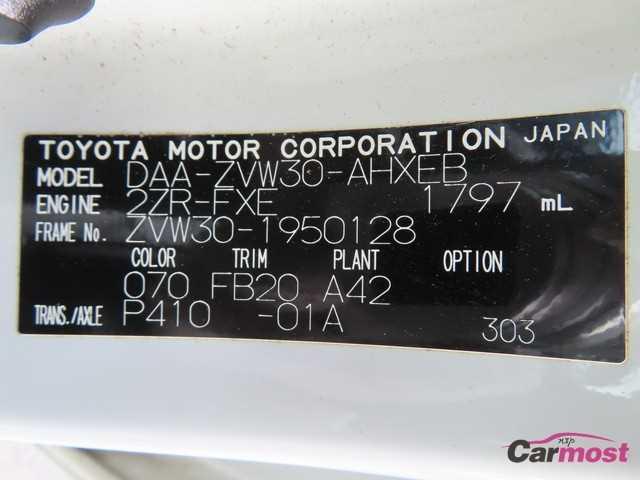 TOYOTA MOTOR CORPORATION JAPAN
MODEL DAA-ZVW30-AHXEB
ENGINE 2ZR-FXE 1797 mL
FRAME No. ZVW30-1950128
COLOR TRIM PLANT OPTION
070 FB20 A42
TRANS./AXLE P410 -01A 303
nxp
Carmost